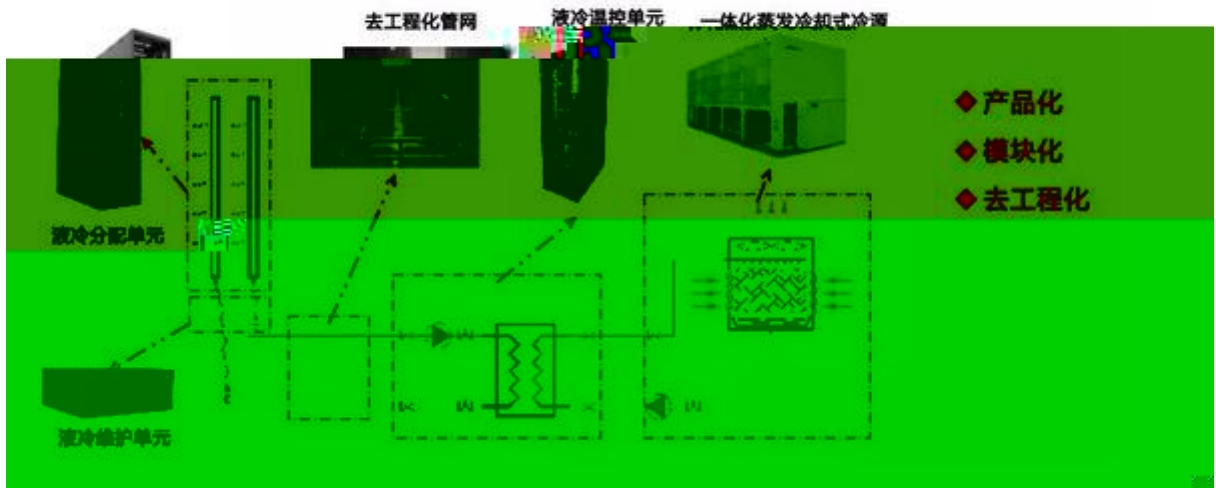 去工程化管网
液冷温控单元
一体化蒸发冷却式冷源
产品化
模块化
去工程化
液冷分配单元
液冷维护单元